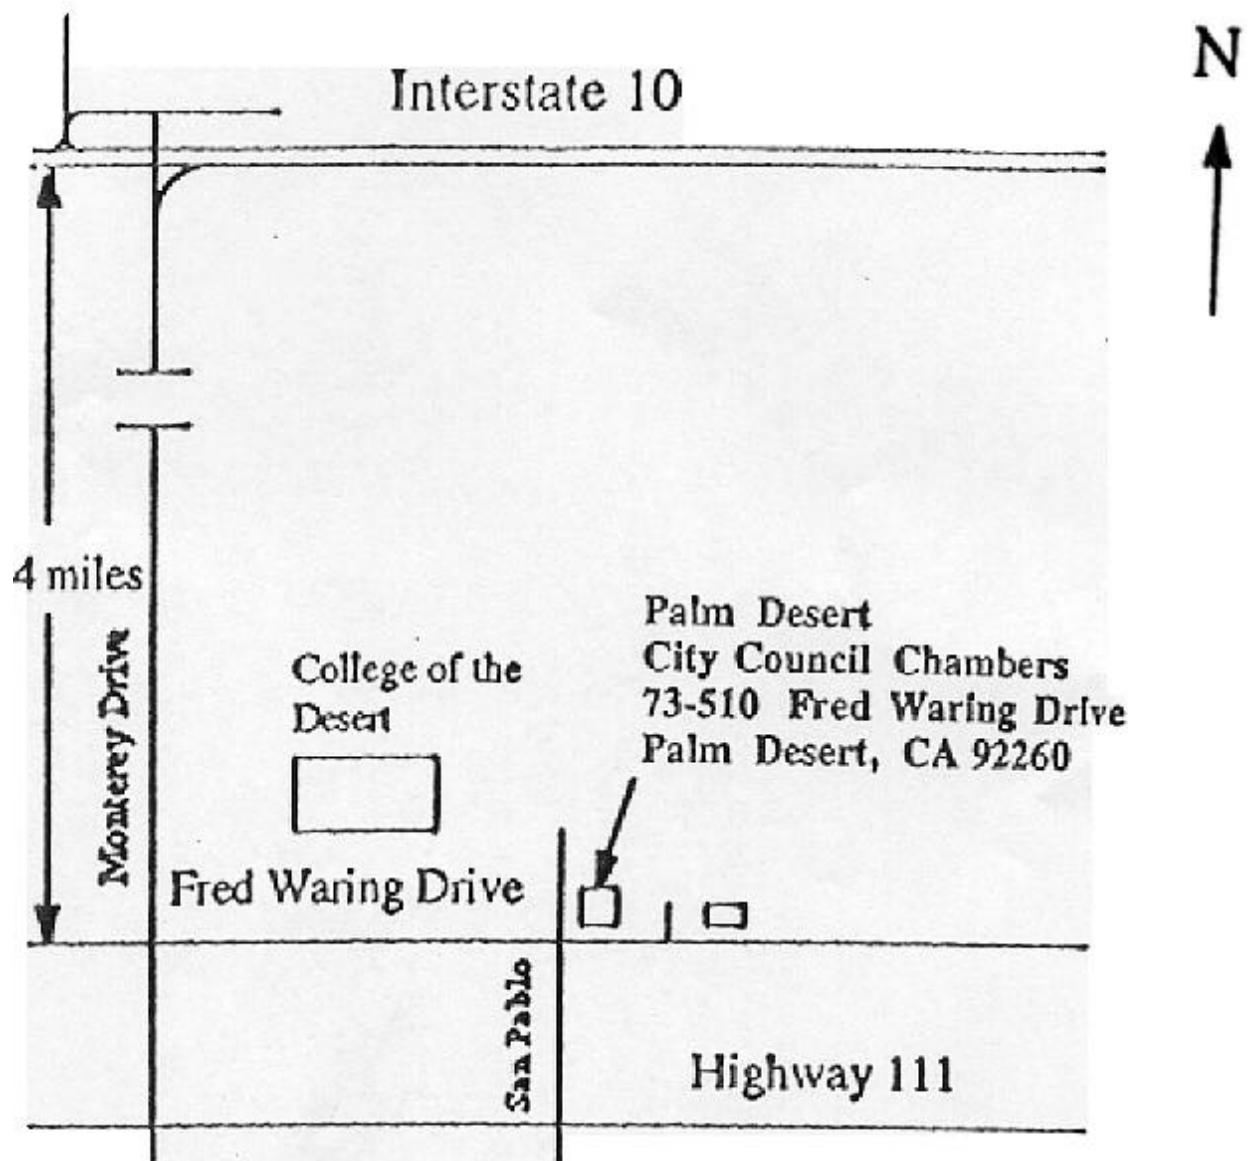 N
Interstate 10
4 miles
Monterey Drive
College of the
Desert
Palm Desert
City Council Chambers
73-510 Fred Waring Drive
Palm Desert, CA 92260
Fred Waring Drive
San Pablo
Highway 111